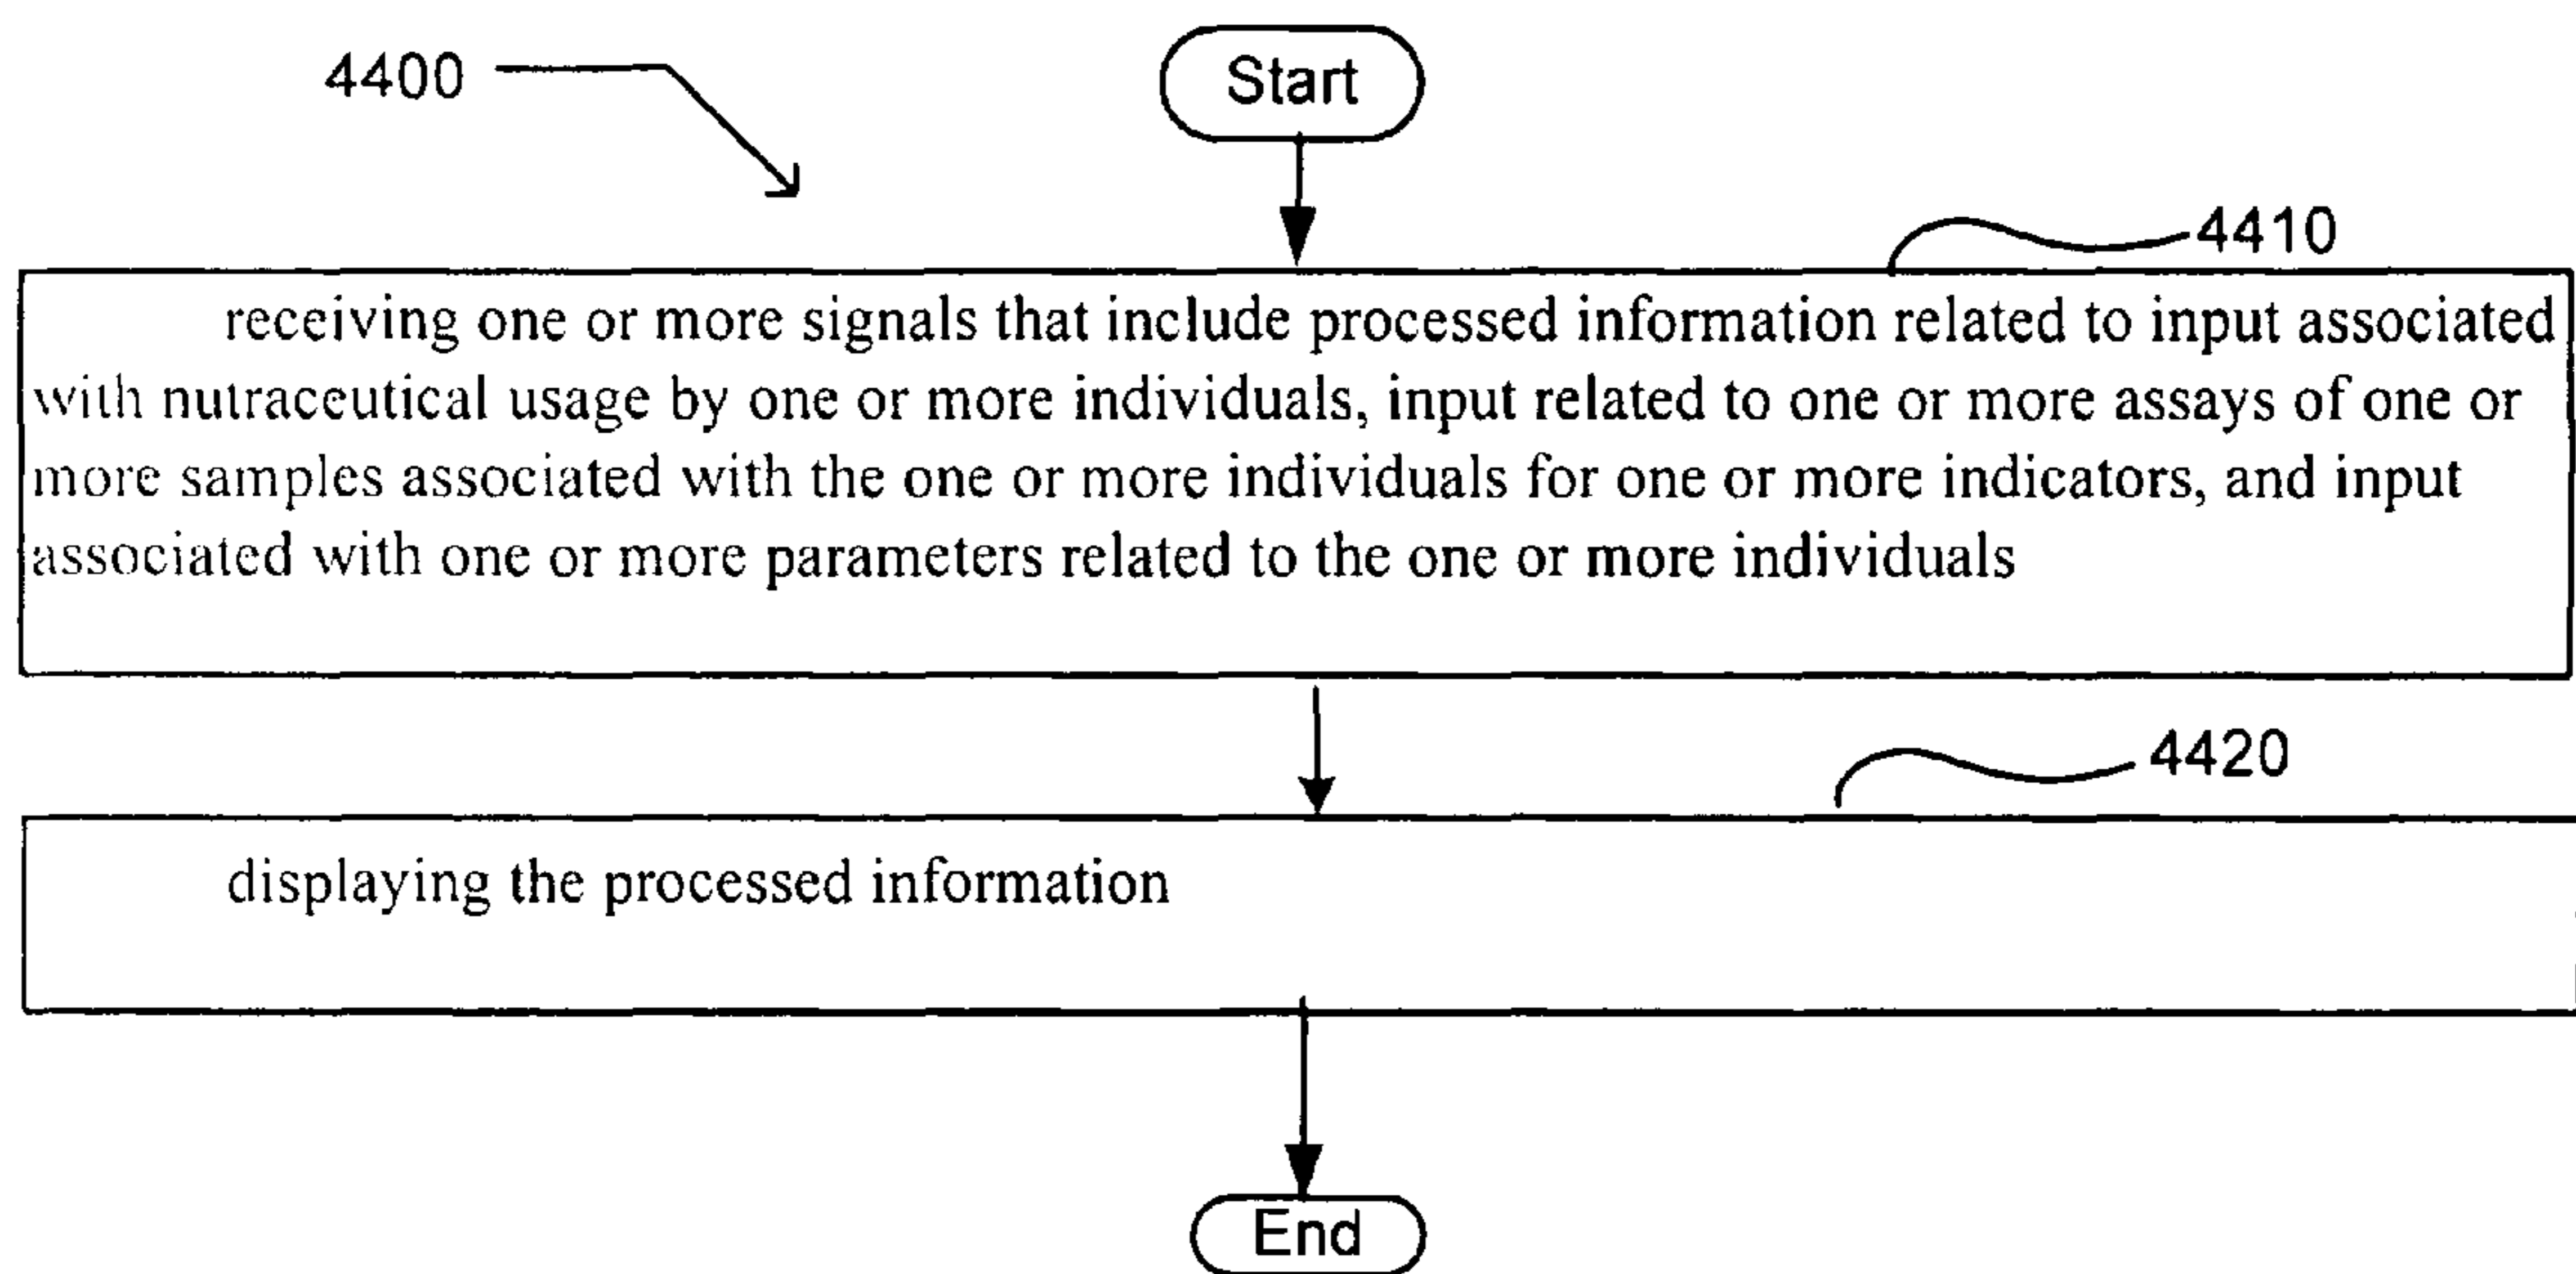 4400
Start
4410
receiving one or more signals that include processed information related to input associated
with nutraceutical usage by one or more individuals, input related to one or more assays of one or
more samples associated with the one or more individuals for one or more indicators, and input
associated with one or more parameters related to the one or more individuals
4420
displaying the processed information
End